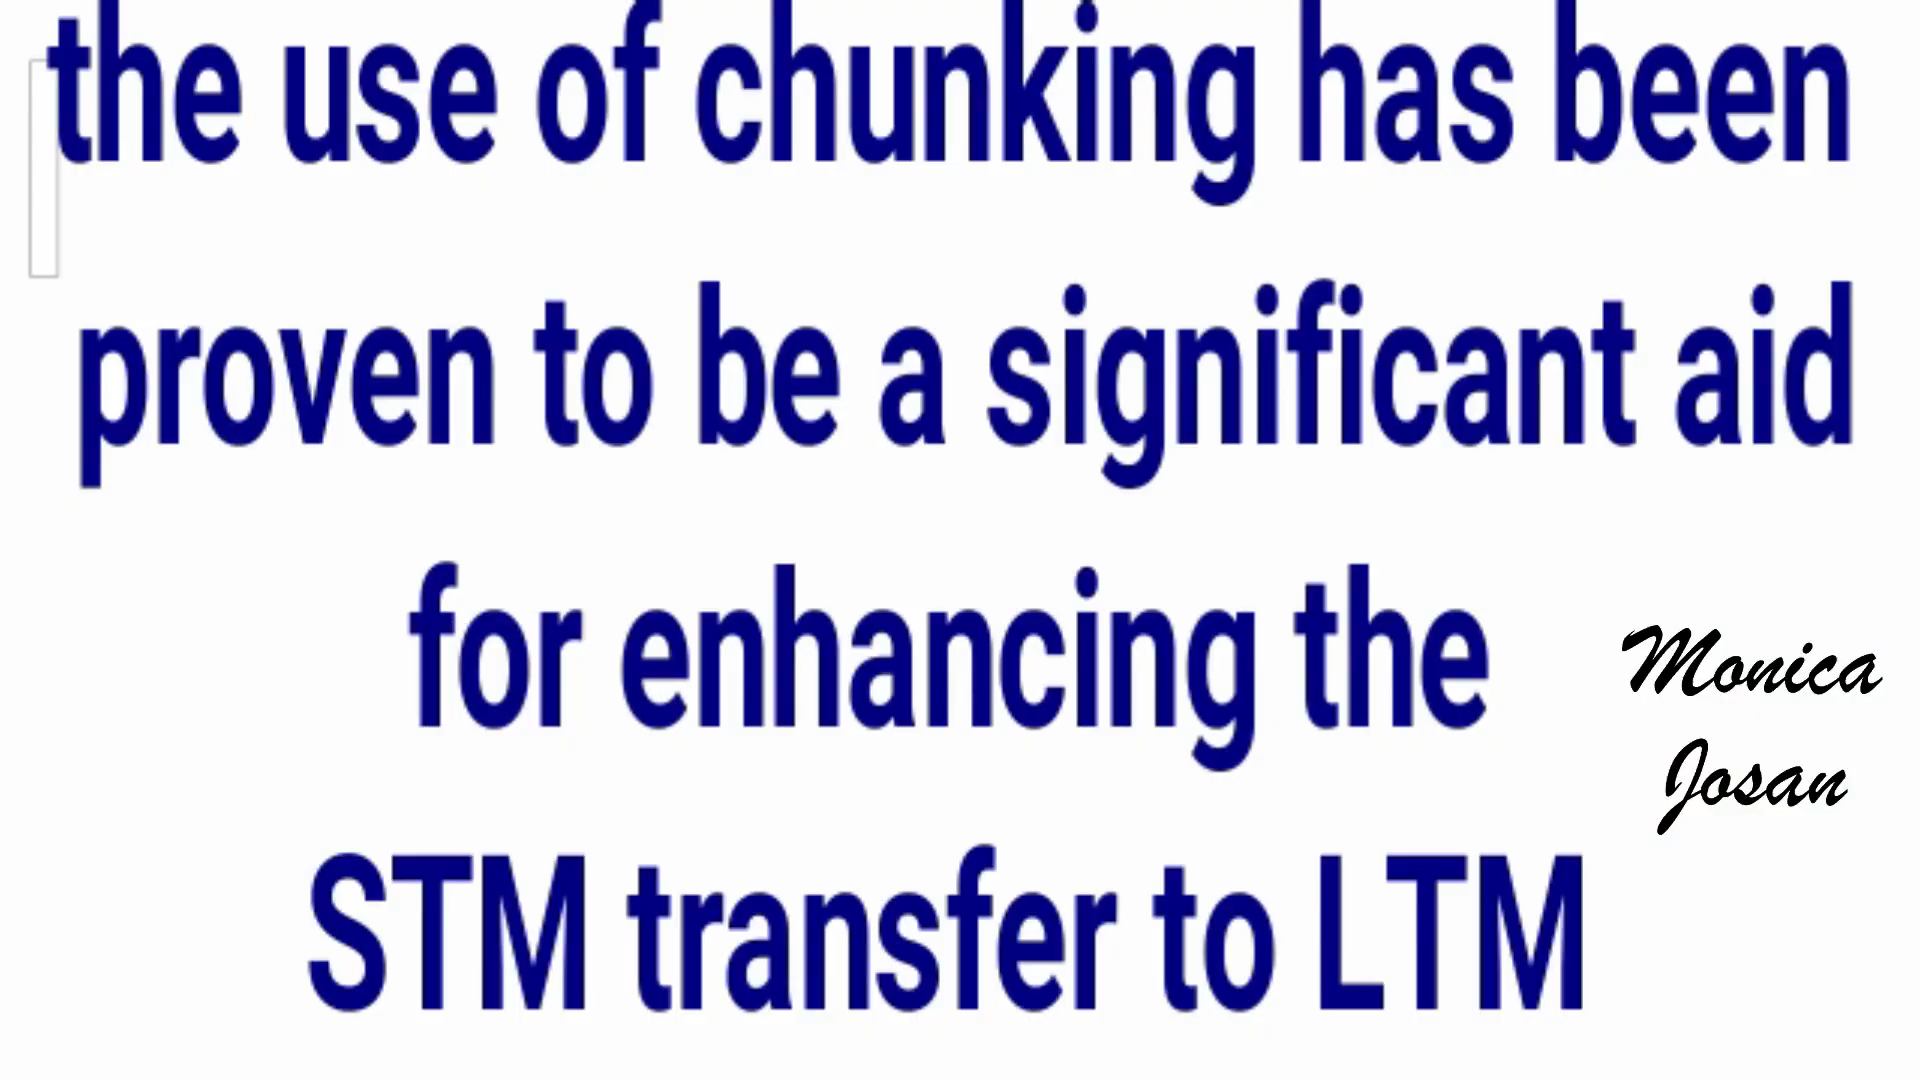 the use of chunking has been
proven to be a significant aid
for enhancing the
Monica
Josan
STM transfer to LTM